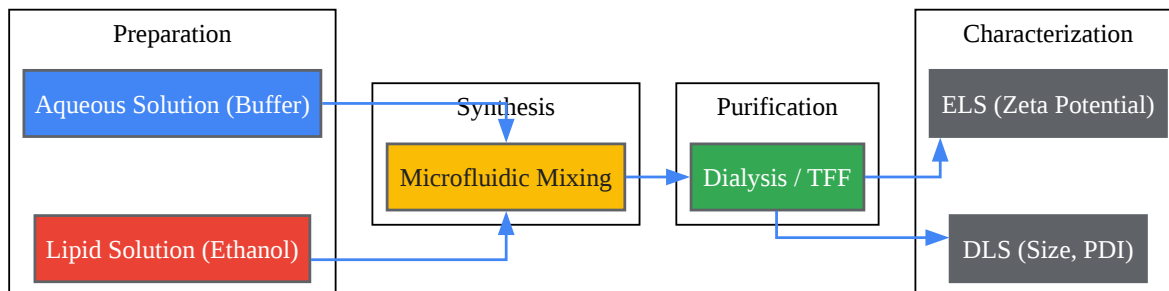 Preparation
Aqueous Solution (Buffer)
Lipid Solution (Ethanol)
Synthesis
Microfluidic Mixing
Purification
Dialysis / TFF
Characterization
ELS (Zeta Potential)
DLS (Size, PDI)